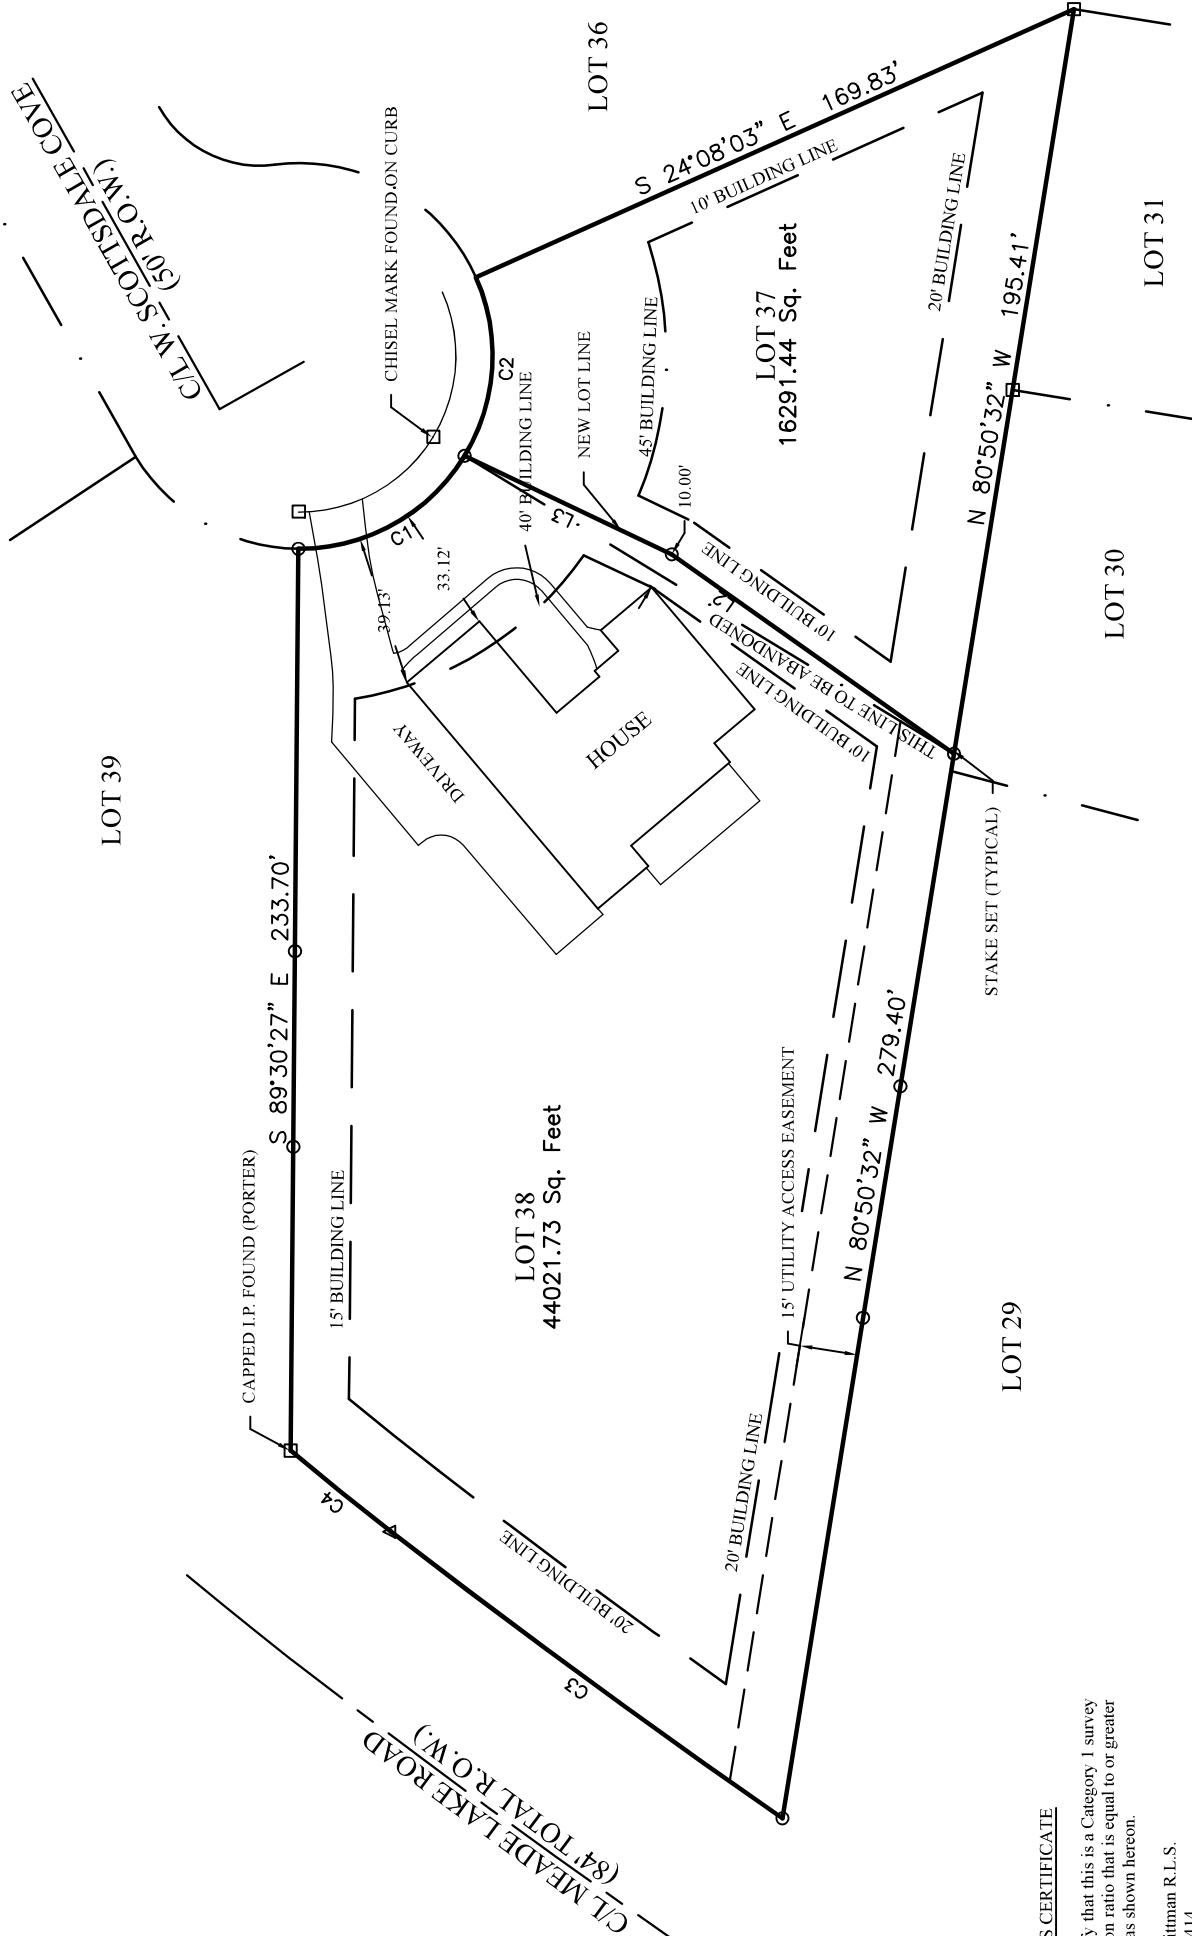 C/L W. SCOTTSDALE COVE
(50' R.O.W.)
LOT 36
CHISEL MARK FOUND ON CURB
S 24°08'03" E 169.83'
10' BUILDING LINE
20' BUILDING LINE
LOT 31
195.41'
N 80°50'32" W
LOT 37
16291.44 Sq. Feet
45' BUILDING LINE
NEW LOT LINE
C2
40' BUILDING LINE
10.00'
L3
C1
33.12'
39.13'
10' BUILDING LINE
L2
THIS LINE TO BE ABANDONED
10' BUILDING LINE
LOT 30
LOT 39
DRIVEWAY
HOUSE
STAKE SET (TYPICAL)
S 89°30'27" E 233.70'
CAPPED I.P. FOUND (PORTER)
15' BUILDING LINE
LOT 38
44021.73 Sq. Feet
15' UTILITY ACCESS EASEMENT
N 80°50'32" W 279.40'
LOT 29
C4
20' BUILDING LINE
20' BUILDING LINE
C3
C/L MEADE LAKE ROAD
(84' TOTAL R.O.W.)
S CERTIFICATE
y that this is a Category 1 survey
on ratio that is equal to or greater
as shown hereon.
ittman R.L.S.
414